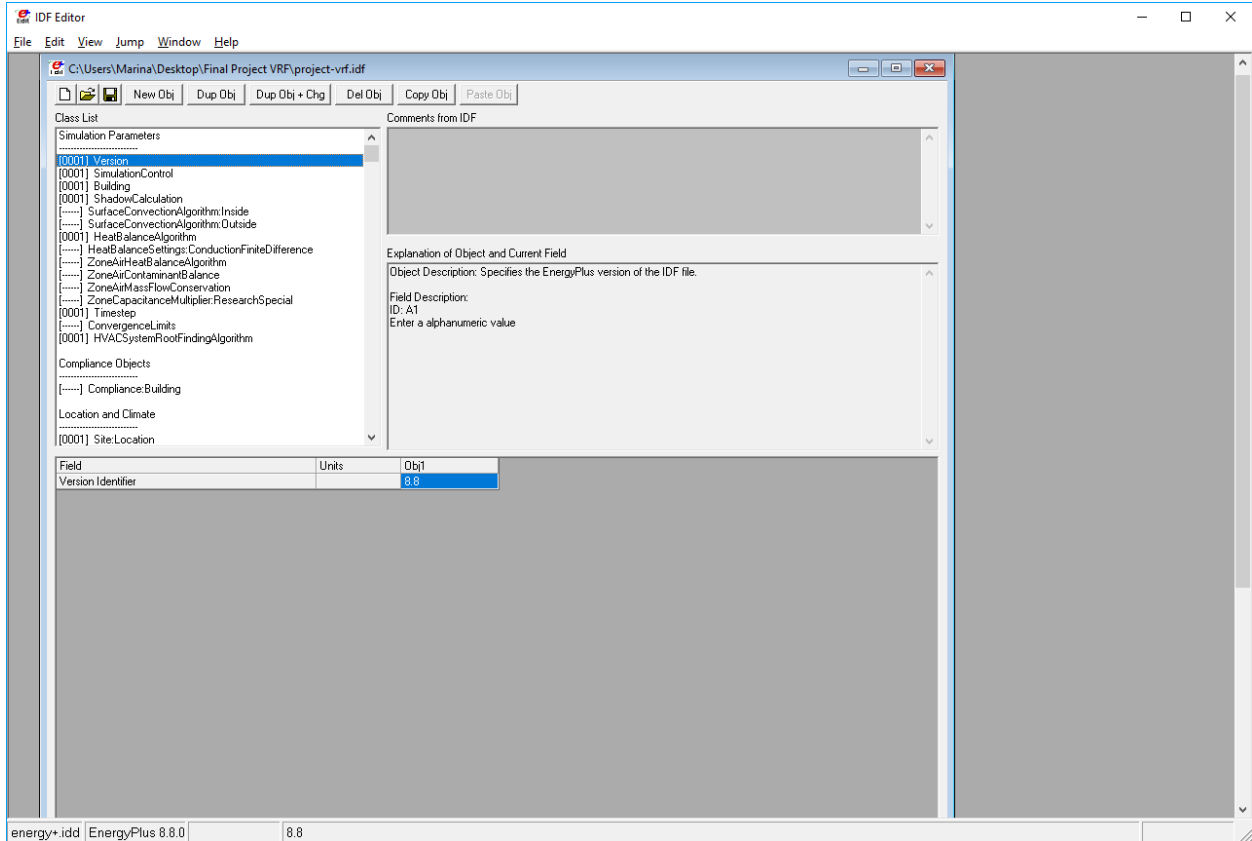 IDF Editor
File Edit View Jump Window Help
C:\Users\Marina\Desktop\Final Project VRF\project-vrf.idf
New Obj Dup Obj Dup Obj + Chg Del Obj Copy Obj Paste Obj
Class List
Simulation Parameters
--------------------------
[0001] Version
[0001] SimulationControl
[0001] Building
[0001] ShadowCalculation
[------] SurfaceConvectionAlgorithm:Inside
[------] SurfaceConvectionAlgorithm:Outside
[0001] HeatBalanceAlgorithm
[------] HeatBalanceSettings:ConductionFiniteDifference
[------] ZoneAirHeatBalanceAlgorithm
[------] ZoneAirContaminantBalance
[------] ZoneAirMassFlowConservation
[------] ZoneCapacitanceMultiplier:ResearchSpecial
[0001] Timestep
[------] ConvergenceLimits
[0001] HVACSystemRootFindingAlgorithm
Compliance Objects
--------------------------
[------] Compliance:Building
Location and Climate
--------------------------
[0001] Site:Location
Comments from IDF
Explanation of Object and Current Field
Object Description: Specifies the EnergyPlus version of the IDF file.
Field Description:
ID: A1
Enter a alphanumeric value
Field Units Obj1
Version Identifier 8.8
energy+.idd EnergyPlus 8.8.0 8.8